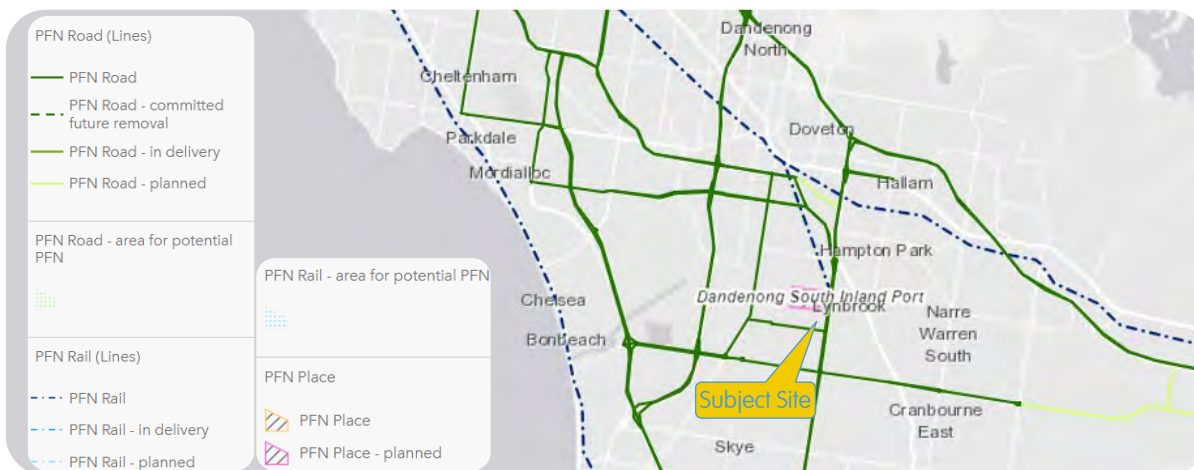 PFN Road (Lines)
PFN Road
PFN Road - committed
future removal
PFN Road - in delivery
PFN Road - planned
PFN Road - area for potential
PFN
PFN Rail (Lines)
PFN Rail
PFN Rail - in delivery
PFN Rail - planned
PFN Rail - area for potential PFN
PFN Place
PFN Place
PFN Place - planned
Dandenong
North
Cheltenham
Doveton
Parkdale
Mordialloc
Hallam
Hampton Park
Dandenong South Inland Port
Chelsea
Lynbrook
Narre
Warren
South
Bonbeach
Subject Site
Cranbourne
East
Skye